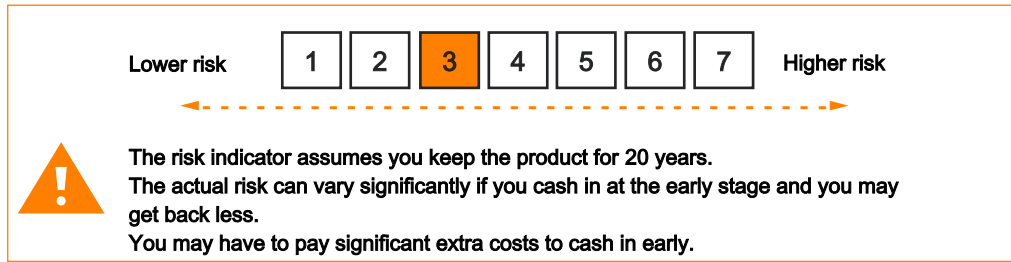 Lower risk 1 2 3 4 5 6 7 Higher risk
!
The risk indicator assumes you keep the product for 20 years.
The actual risk can vary significantly if you cash in at the early stage and you may
get back less.
You may have to pay significant extra costs to cash in early.